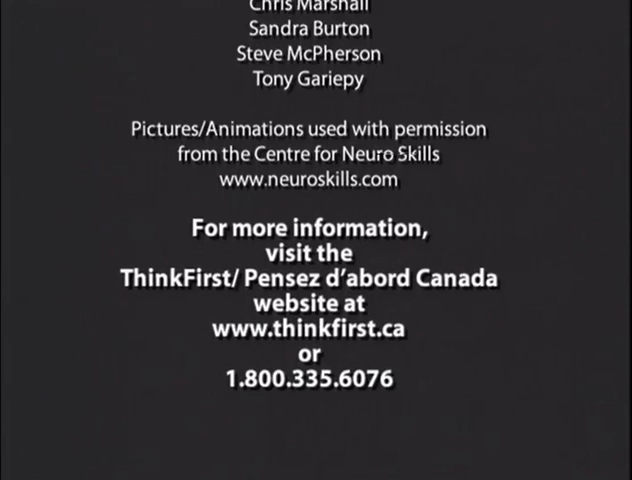 Chris Marshall
Sandra Burton
Steve McPherson
Tony Gariepy
Pictures/Animations used with permission
from the Centre for Neuro Skills
www.neuroskills.com
For more information,
visit the
ThinkFirst/ Pensez d'abord Canada
website at
www.thinkfirst.ca
or
1.800.335.6076